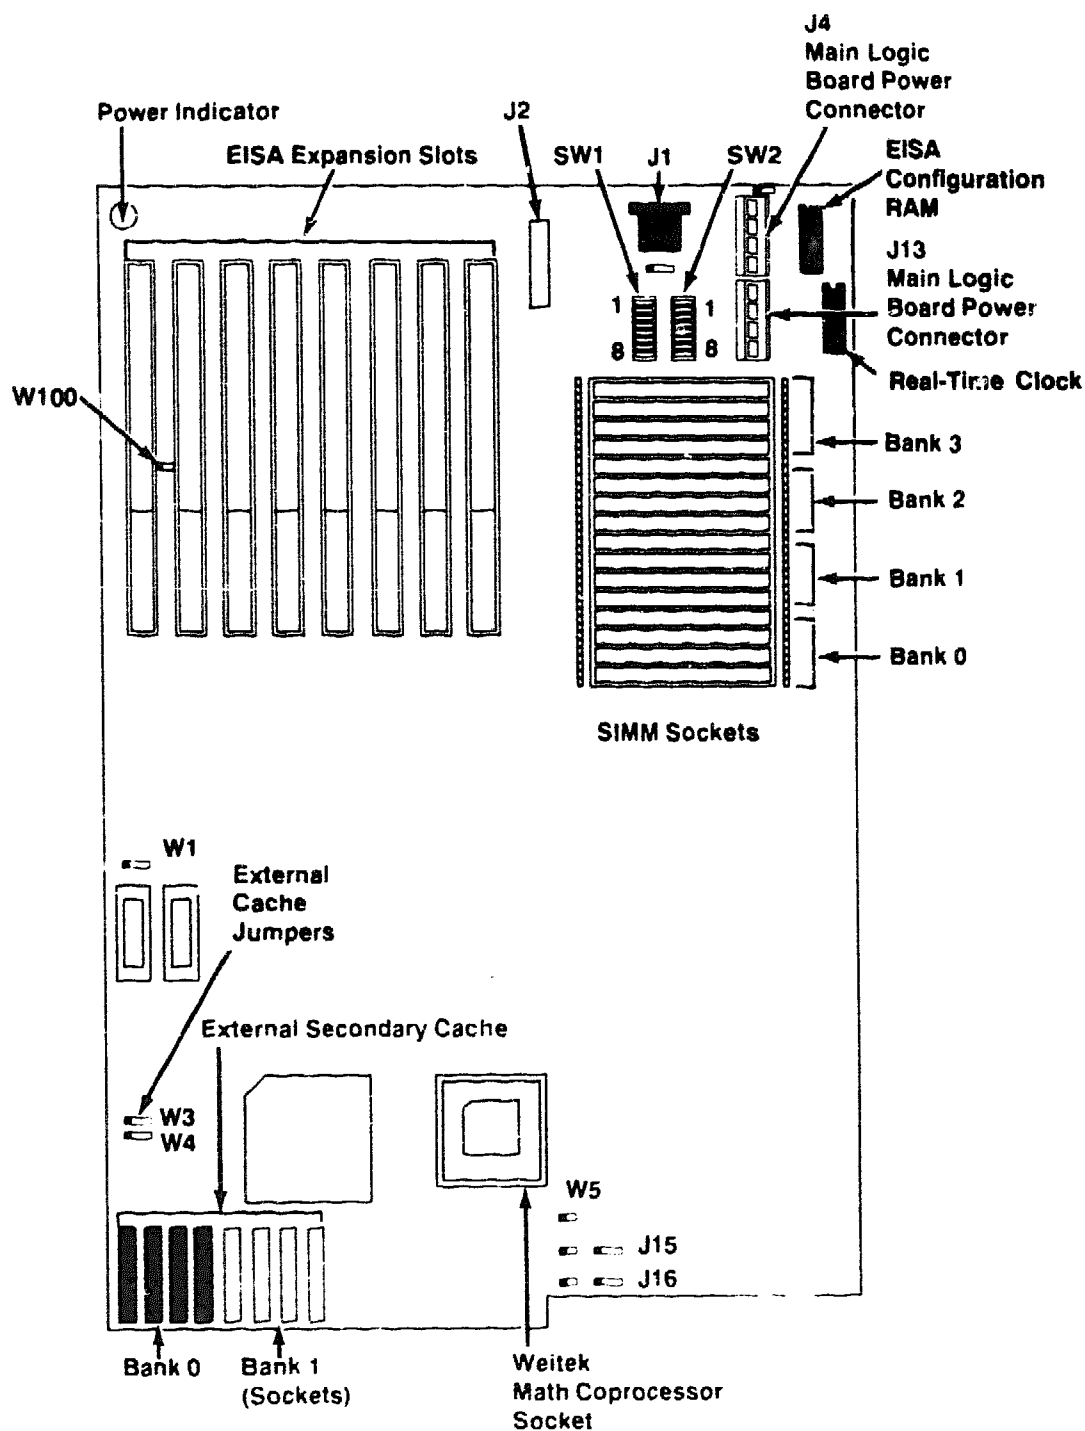 J4
Main Logic
Board Power
Connector
Power Indicator
J2
EISA Expansion Slots
SW1
J1
SW2
EISA
Configuration
RAM
J13
Main Logic
Board Power
Connector
1
1
8
8
Real-Time Clock
W100
Bank 3
Bank 2
Bank 1
Bank 0
SIMM Sockets
W1
External
Cache
Jumpers
External Secondary Cache
W3
W4
W5
J15
J16
Bank 0
Bank 1
(Sockets)
Weitek
Math Coprocessor
Socket